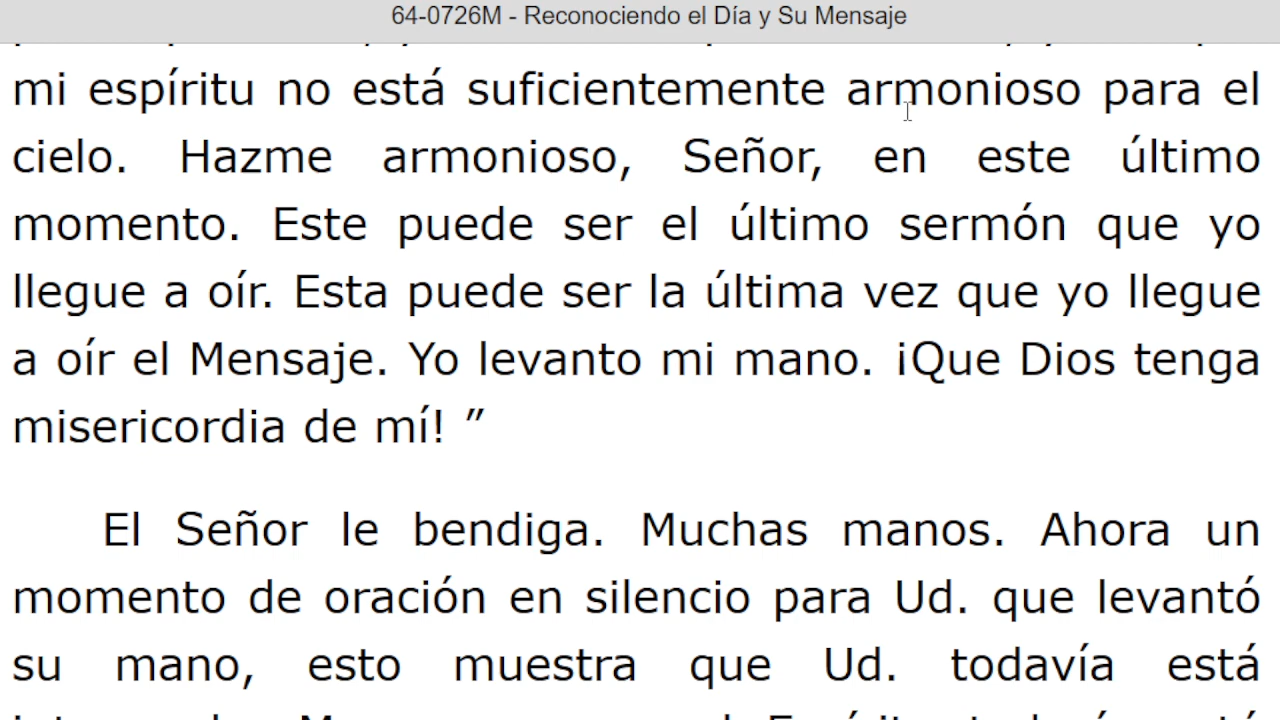 64-0726M - Reconociendo el Día y Su Mensaje
mi espíritu no está suficientemente armonioso para el
cielo. Hazme armonioso, Señor, en este último
momento. Este puede ser el último sermón que yo
llegue a oír. Esta puede ser la última vez que yo llegue
a oír el Mensaje. Yo levanto mi mano. ¡Que Dios tenga
misericordia de mí! ”
El Señor le bendiga. Muchas manos. Ahora un
momento de oración en silencio para Ud. que levantó
su mano, esto muestra que Ud. todavía está